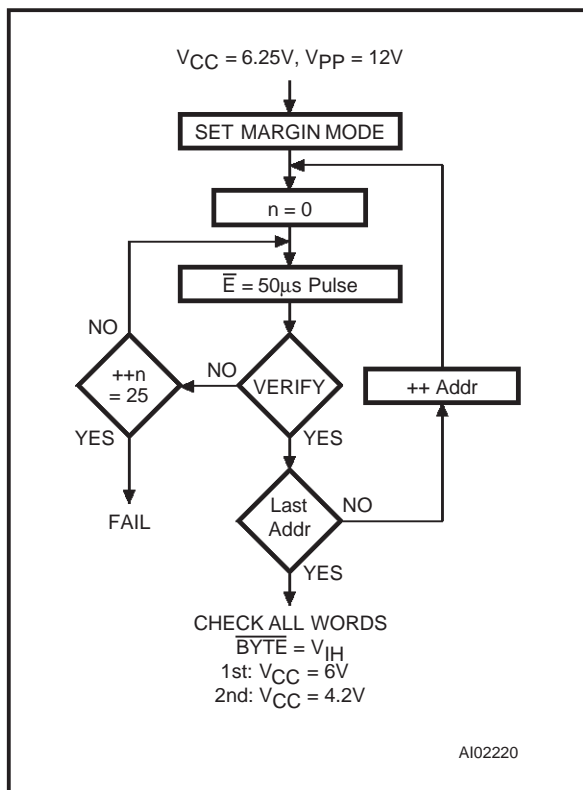 VCC = 6.25V, VPP = 12V
SET MARGIN MODE
n = 0
E = 50µs Pulse
NO
++n
= 25
NO
VERIFY
++ Addr
YES
YES
FAIL
Last
Addr
NO
YES
CHECK ALL WORDS
BYTE = VIH
1st: VCC = 6V
2nd: VCC = 4.2V
AI02220